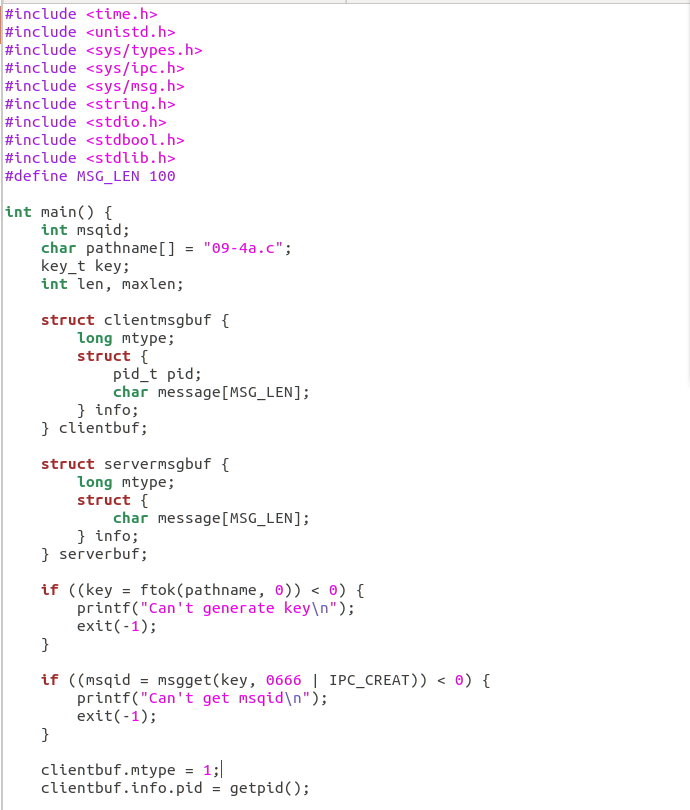 #include <time.h>
#include <unistd.h>
#include <sys/types.h>
#include <sys/ipc.h>
#include <sys/msg.h>
#include <string.h>
#include <stdio.h>
#include <stdbool.h>
#include <stdlib.h>
#define MSG_LEN 100

int main() {
    int msqid;
    char pathname[] = "09-4a.c";
    key_t key;
    int len, maxlen;

    struct clientmsgbuf {
        long mtype;
        struct {
            pid_t pid;
            char message[MSG_LEN];
        } info;
    } clientbuf;

    struct servermsgbuf {
        long mtype;
        struct {
            char message[MSG_LEN];
        } info;
    } serverbuf;

    if ((key = ftok(pathname, 0)) < 0) {
        printf("Can't generate key\n");
        exit(-1);
    }

    if ((msqid = msgget(key, 0666 | IPC_CREAT)) < 0) {
        printf("Can't get msqid\n");
        exit(-1);
    }

    clientbuf.mtype = 1;
    clientbuf.info.pid = getpid();